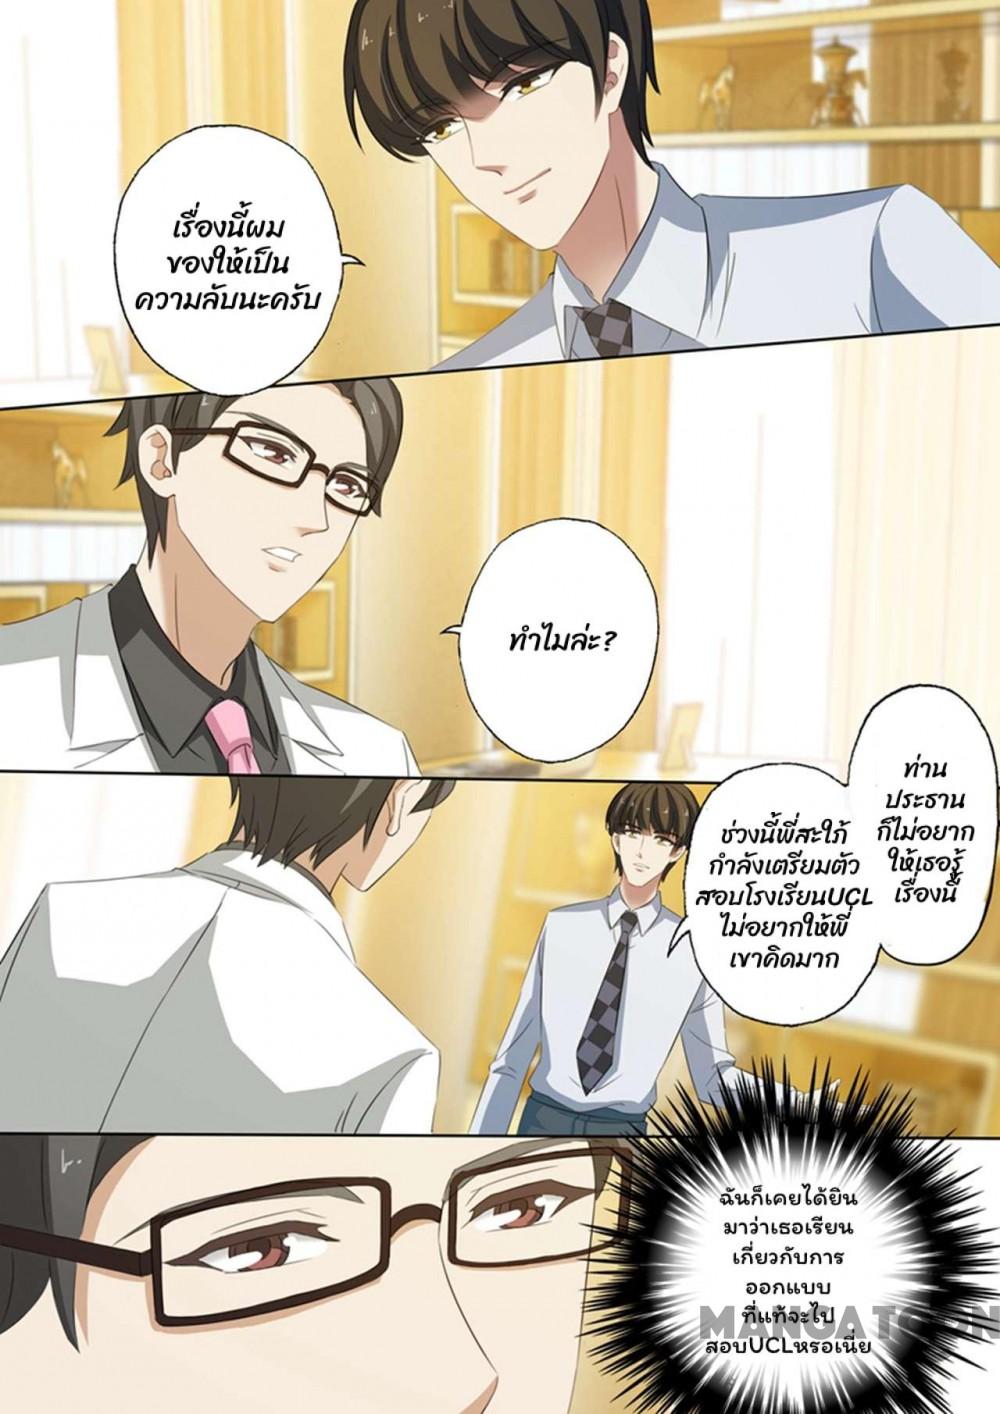 เรื่องนี้ผม
ของให้เป็น
ความลับนะครับ
ทำไมล่ะ?
ท่าน
ประธาน
ก็ไม่อยาก
ให้เธอรู้
เรื่องนี้
ช่วงนี้พี่สะใภ้
กำลังเตรียมตัว
สอบโรงเรียนUCL
ไม่อยากให้พี่
เขาคิดมาก
ฉันก็เคยได้ยิน
มาว่าเธอเรียน
เกี่ยวกับการ
ออกแบบ
ที่แท้จะไป
สอบUCLหรอเนี่ย
MANGATOON